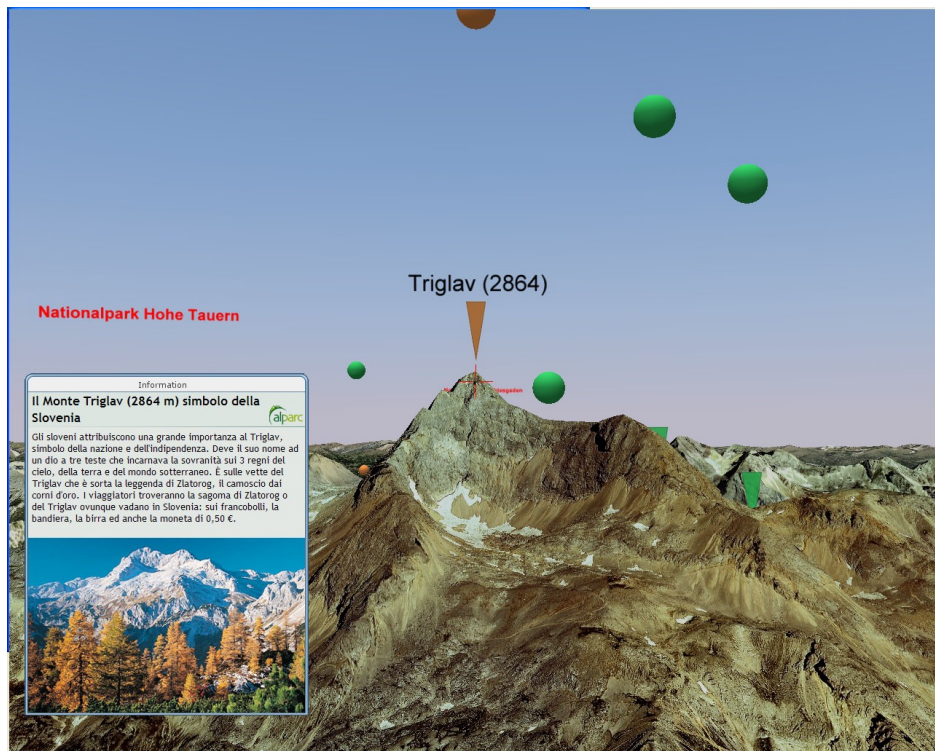 Triglav (2864)
Nationalpark Hohe Tauern
Information
Il Monte Triglav (2864 m) simbolo della
Slovenia
alparc
Gli sloveni attribuiscono una grande importanza al Triglav,
simbolo della nazione e dell'indipendenza. Deve il suo nome ad
un dio a tre teste che incarnava la sovranità sui 3 regni del
cielo, della terra e del mondo sotterraneo. È sulle vette del
Triglav che è sorta la leggenda di Zlatorog, il camoscio dai
corni d'oro. I viaggiatori troveranno la sagoma di Zlatorog o
del Triglav ovunque vadano in Slovenia: sui francobolli, la
bandiera, la birra ed anche la moneta di 0,50 €.